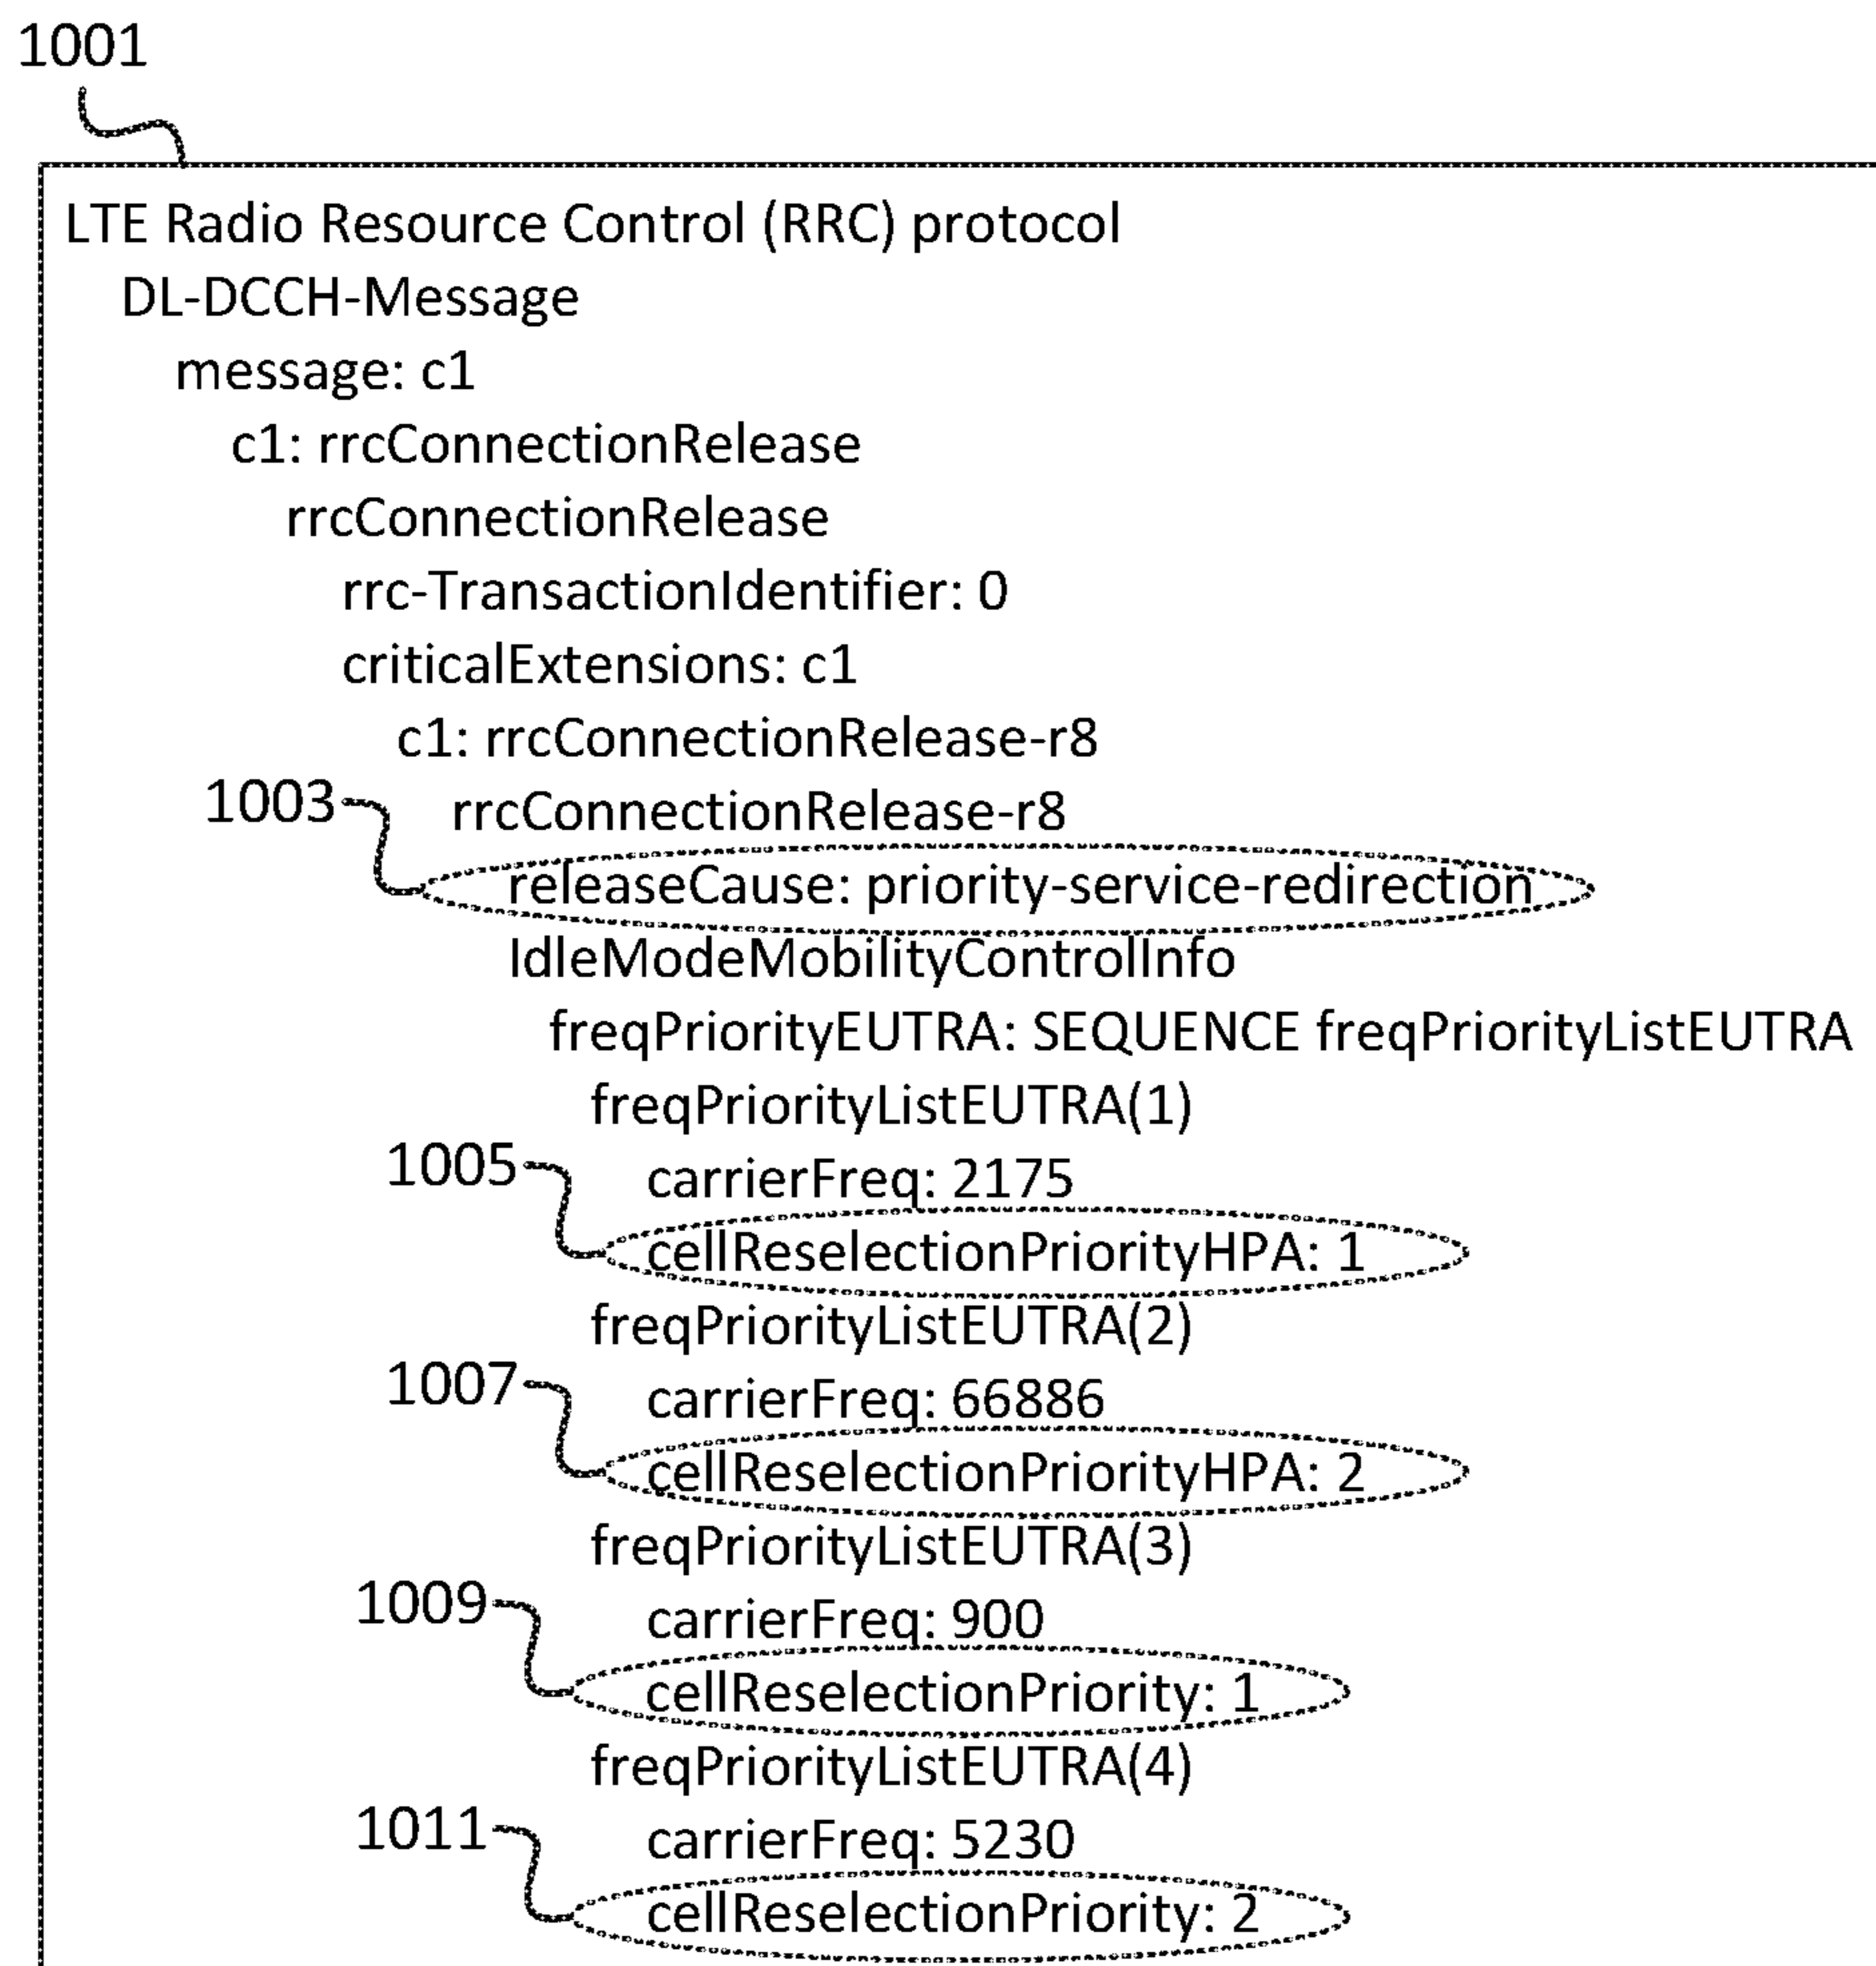 1001
LTE Radio Resource Control (RRC) protocol
DL-DCCH-Message
message: c1
c1: rrcConnectionRelease
rrcConnectionRelease
rrc-TransactionIdentifier: 0
criticalExtensions: c1
c1: rrcConnectionRelease-r8
1003
rrcConnectionRelease-r8
releaseCause: priority-service-redirection
IdleModeMobilityControlInfo
freqPriorityEUTRA: SEQUENCE freqPriorityListEUTRA
freqPriorityListEUTRA(1)
1005
carrierFreq: 2175
cellReselectionPriorityHPA: 1
freqPriorityListEUTRA(2)
1007
carrierFreq: 66886
cellReselectionPriorityHPA: 2
freqPriorityListEUTRA(3)
1009
carrierFreq: 900
cellReselectionPriority: 1
freqPriorityListEUTRA(4)
1011
carrierFreq: 5230
cellReselectionPriority: 2